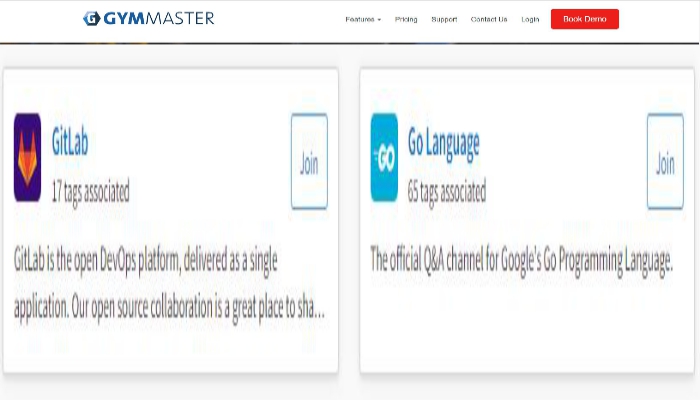 GYMMASTER
Features Pricing Support Contact Us Login Book Demo
GitLab
17 tags associated
Join
GitLab is the open DevOps platform, delivered as a single
application. Our open source collaboration is a great place to sha...
GO
Go Language
65 tags associated
Join
The official Q&A channel for Google's Go Programming Language.